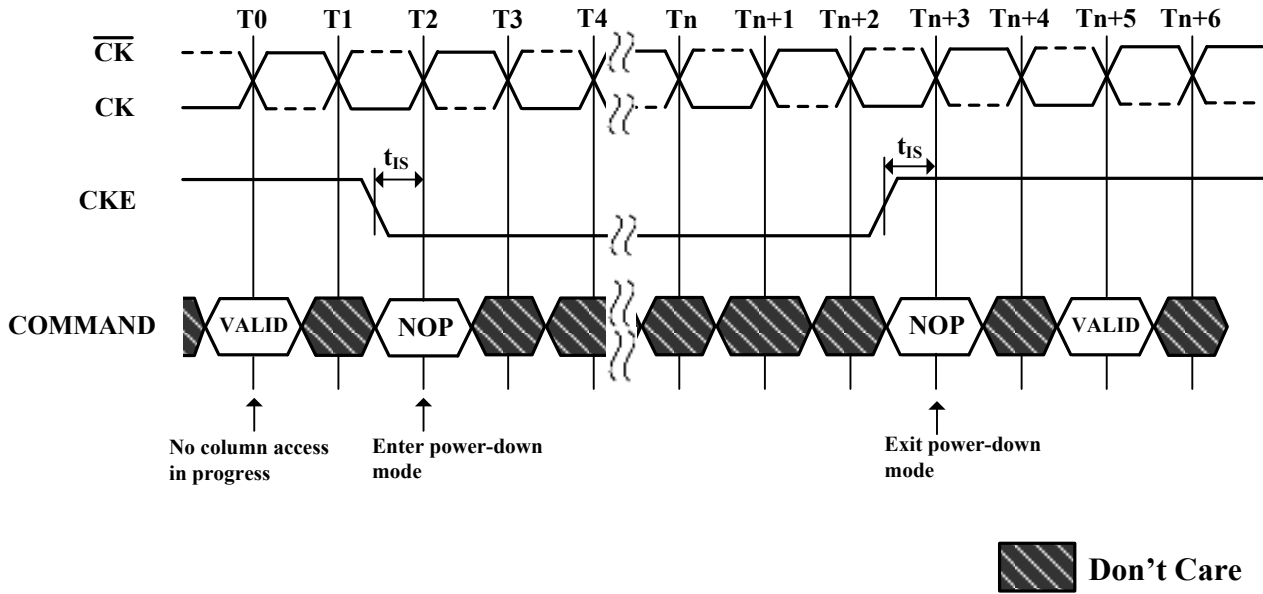 T0 T1 T2 T3 T4 Tn Tn+1 Tn+2 Tn+3 Tn+4 Tn+5 Tn+6
CK
CK
tIS tIS
CKE
COMMAND VALID NOP NOP VALID
No column access
in progress
Enter power-down
mode
Exit power-down
mode
Don't Care